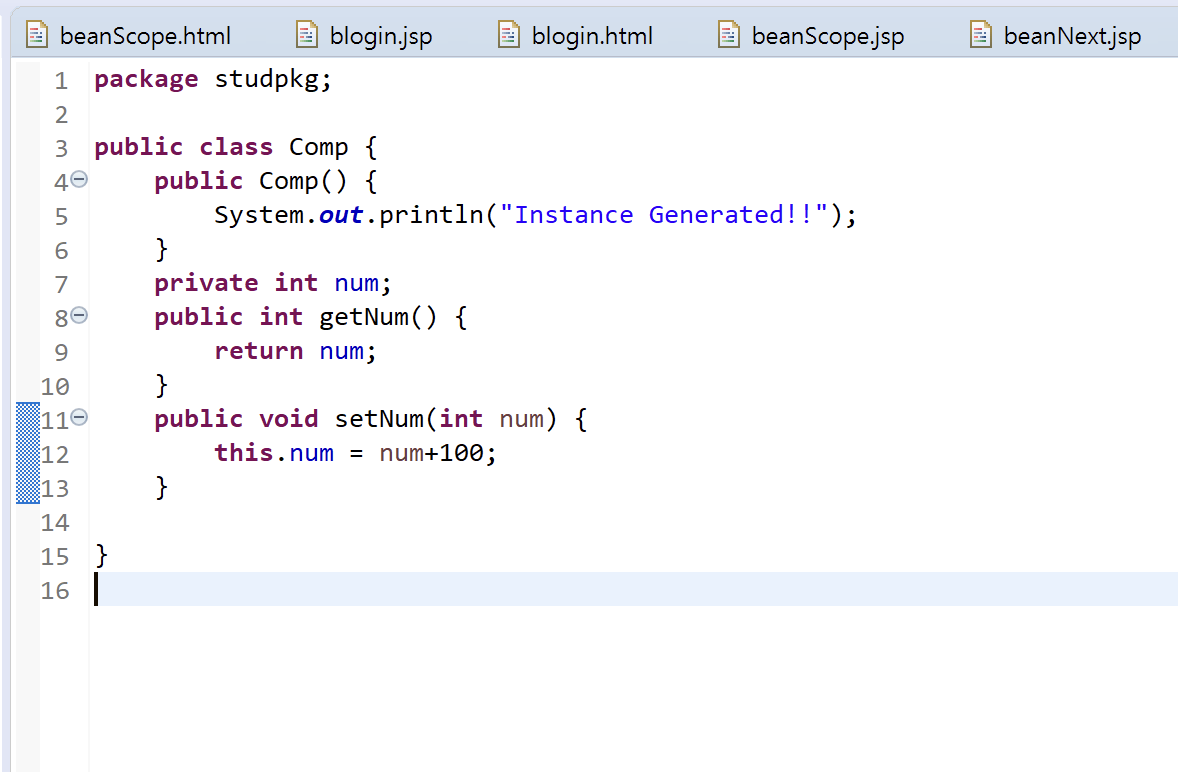 beanScope.html blogin.jsp blogin.html beanScope.jsp beanNext.jsp
1 package studpkg;
2
3 public class Comp {
4     public Comp() {
5         System.out.println("Instance Generated!!");
6     }
7     private int num;
8     public int getNum() {
9         return num;
10     }
11     public void setNum(int num) {
12         this.num = num+100;
13     }
14
15 }
16